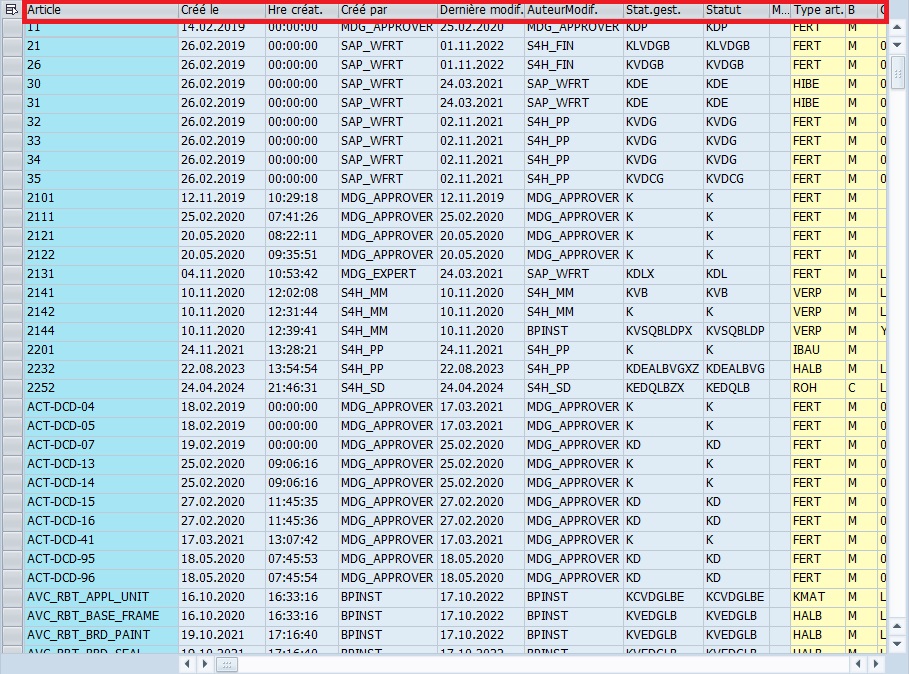 Article Créé le Hre créat. Créé par Dernière modif. AuteurModif. Stat.gest. Statut M... Type art. B
11 14.02.2019 00:00:00 MDG_APPROVER 25.02.2020 MDG_APPROVER KDP KDP FERT M
21 26.02.2019 00:00:00 SAP_WFRT 01.11.2022 S4H_FIN KLVDGB KLVDGB FERT M 0
26 26.02.2019 00:00:00 SAP_WFRT 01.11.2022 S4H_FIN KVDGB KVDGB FERT M 0
30 26.02.2019 00:00:00 SAP_WFRT 24.03.2021 SAP_WFRT KDE KDE HIBE M 0
31 26.02.2019 00:00:00 SAP_WFRT 24.03.2021 SAP_WFRT KDE KDE HIBE M 0
32 26.02.2019 00:00:00 SAP_WFRT 02.11.2021 S4H_PP KVDG KVDG FERT M 0
33 26.02.2019 00:00:00 SAP_WFRT 02.11.2021 S4H_PP KVDG KVDG FERT M 0
34 26.02.2019 00:00:00 SAP_WFRT 02.11.2021 S4H_PP KVDG KVDG FERT M 0
35 26.02.2019 00:00:00 SAP_WFRT 02.11.2021 S4H_PP KVDCG KVDCG FERT M 0
2101 12.11.2019 10:29:18 MDG_APPROVER 12.11.2019 MDG_APPROVER K K FERT M
2111 25.02.2020 07:41:26 MDG_APPROVER 25.02.2020 MDG_APPROVER K K FERT M
2121 20.05.2020 08:22:11 MDG_APPROVER 20.05.2020 MDG_APPROVER K K FERT M
2122 20.05.2020 09:35:51 MDG_APPROVER 20.05.2020 MDG_APPROVER K K FERT M
2131 04.11.2020 10:53:42 MDG_EXPERT 24.03.2021 SAP_WFRT KDLX KDL FERT M L
2141 10.11.2020 12:02:08 S4H_MM 10.11.2020 S4H_MM KVB KVB VERP M L
2142 10.11.2020 12:31:44 S4H_MM 10.11.2020 S4H_MM K K VERP M L
2144 10.11.2020 12:39:41 S4H_MM 10.11.2020 BPINST KVSQBLDPX KVSQBLDP VERP M Y
2201 24.11.2021 13:28:21 S4H_PP 24.11.2021 S4H_PP K K IBAU M
2232 22.08.2023 13:54:54 S4H_PP 22.08.2023 S4H_PP KDEALBVGXZ KDEALBVG HALB M L
2252 24.04.2024 21:46:31 S4H_SD 24.04.2024 S4H_SD KEDQLBZX KEDQLB ROH C L
ACT-DCD-04 18.02.2019 00:00:00 MDG_APPROVER 17.03.2021 MDG_APPROVER K K FERT M 0
ACT-DCD-05 18.02.2019 00:00:00 MDG_APPROVER 17.03.2021 MDG_APPROVER K K FERT M 0
ACT-DCD-07 19.02.2019 00:00:00 MDG_APPROVER 25.02.2020 MDG_APPROVER KD KD FERT M 0
ACT-DCD-13 25.02.2020 09:06:16 MDG_APPROVER 25.02.2020 MDG_APPROVER K K FERT M 0
ACT-DCD-14 25.02.2020 09:06:16 MDG_APPROVER 25.02.2020 MDG_APPROVER K K FERT M 0
ACT-DCD-15 27.02.2020 11:45:35 MDG_APPROVER 27.02.2020 MDG_APPROVER KD KD FERT M 0
ACT-DCD-16 27.02.2020 11:45:36 MDG_APPROVER 27.02.2020 MDG_APPROVER KD KD FERT M 0
ACT-DCD-41 17.03.2021 13:07:42 MDG_APPROVER 17.03.2021 MDG_APPROVER K K FERT M 0
ACT-DCD-95 18.05.2020 07:45:53 MDG_APPROVER 18.05.2020 MDG_APPROVER KD KD FERT M 0
ACT-DCD-96 18.05.2020 07:45:54 MDG_APPROVER 18.05.2020 MDG_APPROVER KD KD FERT M 0
AVC_RBT_APPL_UNIT 16.10.2020 16:33:16 BPINST 17.10.2022 BPINST KCVDGLBE KCVDGLBE KMAT M L
AVC_RBT_BASE_FRAME 16.10.2020 16:33:16 BPINST 17.10.2022 BPINST KVEDGLB KVEDGLB HALB M L
AVC_RBT_BRD_PAINT 19.10.2021 17:16:40 BPINST 17.10.2022 BPINST KVEDGLB KVEDGLB HALB M L
AVC_RBT_BRD_SEAL 19.10.2021 17:16:40 BPINST 17.10.2022 BPINST KVEDGLB KVEDGLB HALB M L